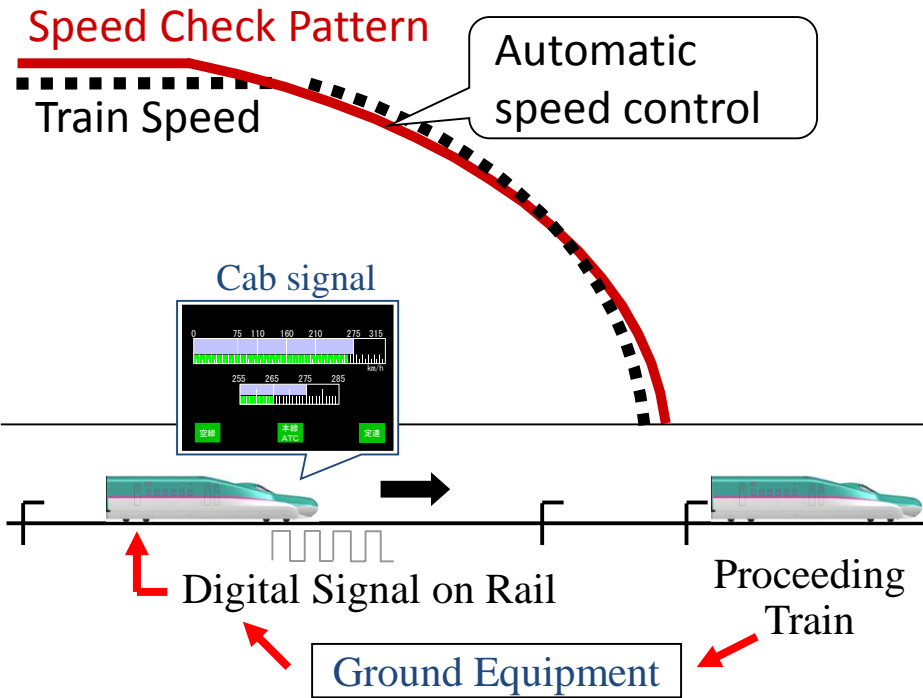 Speed Check Pattern
Automatic
speed control
Train Speed
Cab signal
0 75 110 160 210 275 315
km/h
255 265 275 285
空線
本線
ATC
定速
Digital Signal on Rail
Proceeding
Train
Ground Equipment